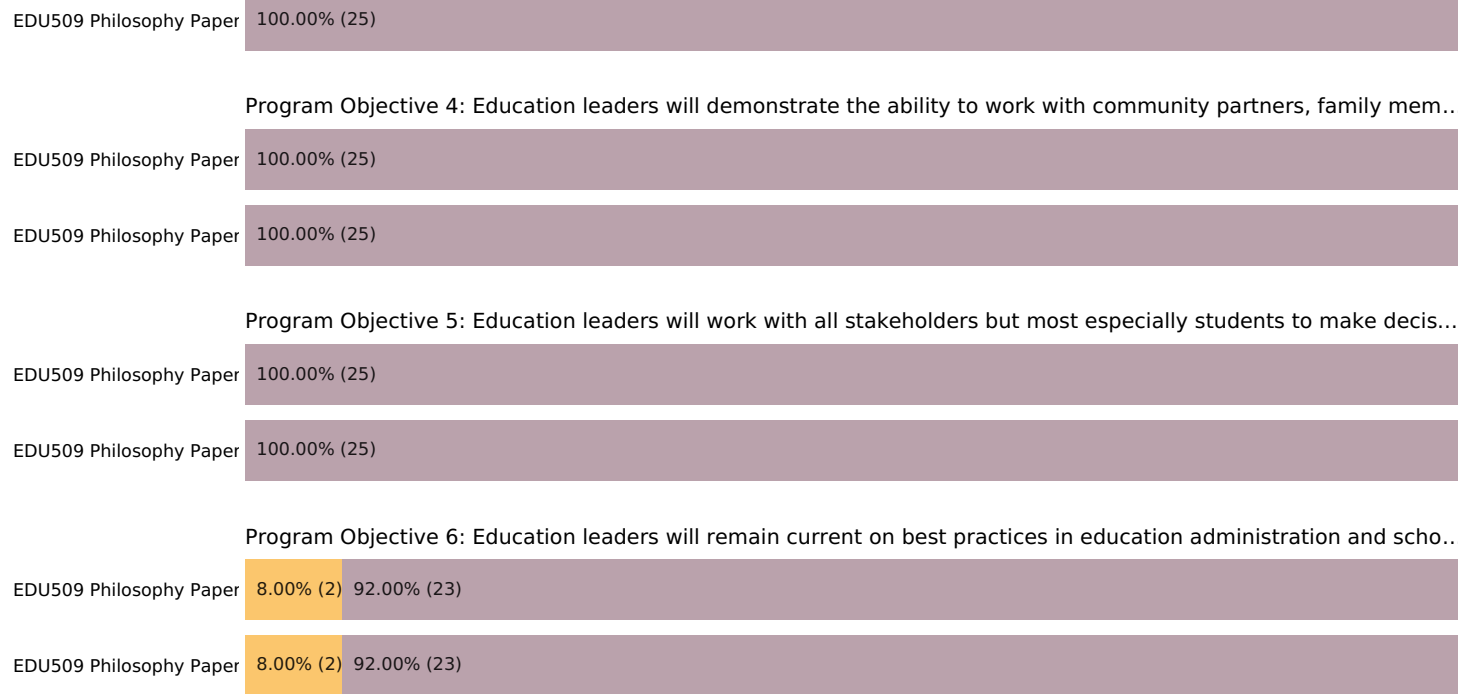 EDU509 Philosophy Paper 100.00% (25)
Program Objective 4: Education leaders will demonstrate the ability to work with community partners, family mem…
EDU509 Philosophy Paper 100.00% (25)
EDU509 Philosophy Paper 100.00% (25)
Program Objective 5: Education leaders will work with all stakeholders but most especially students to make decis…
EDU509 Philosophy Paper 100.00% (25)
EDU509 Philosophy Paper 100.00% (25)
Program Objective 6: Education leaders will remain current on best practices in education administration and scho…
EDU509 Philosophy Paper 8.00% (2) 92.00% (23)
EDU509 Philosophy Paper 8.00% (2) 92.00% (23)